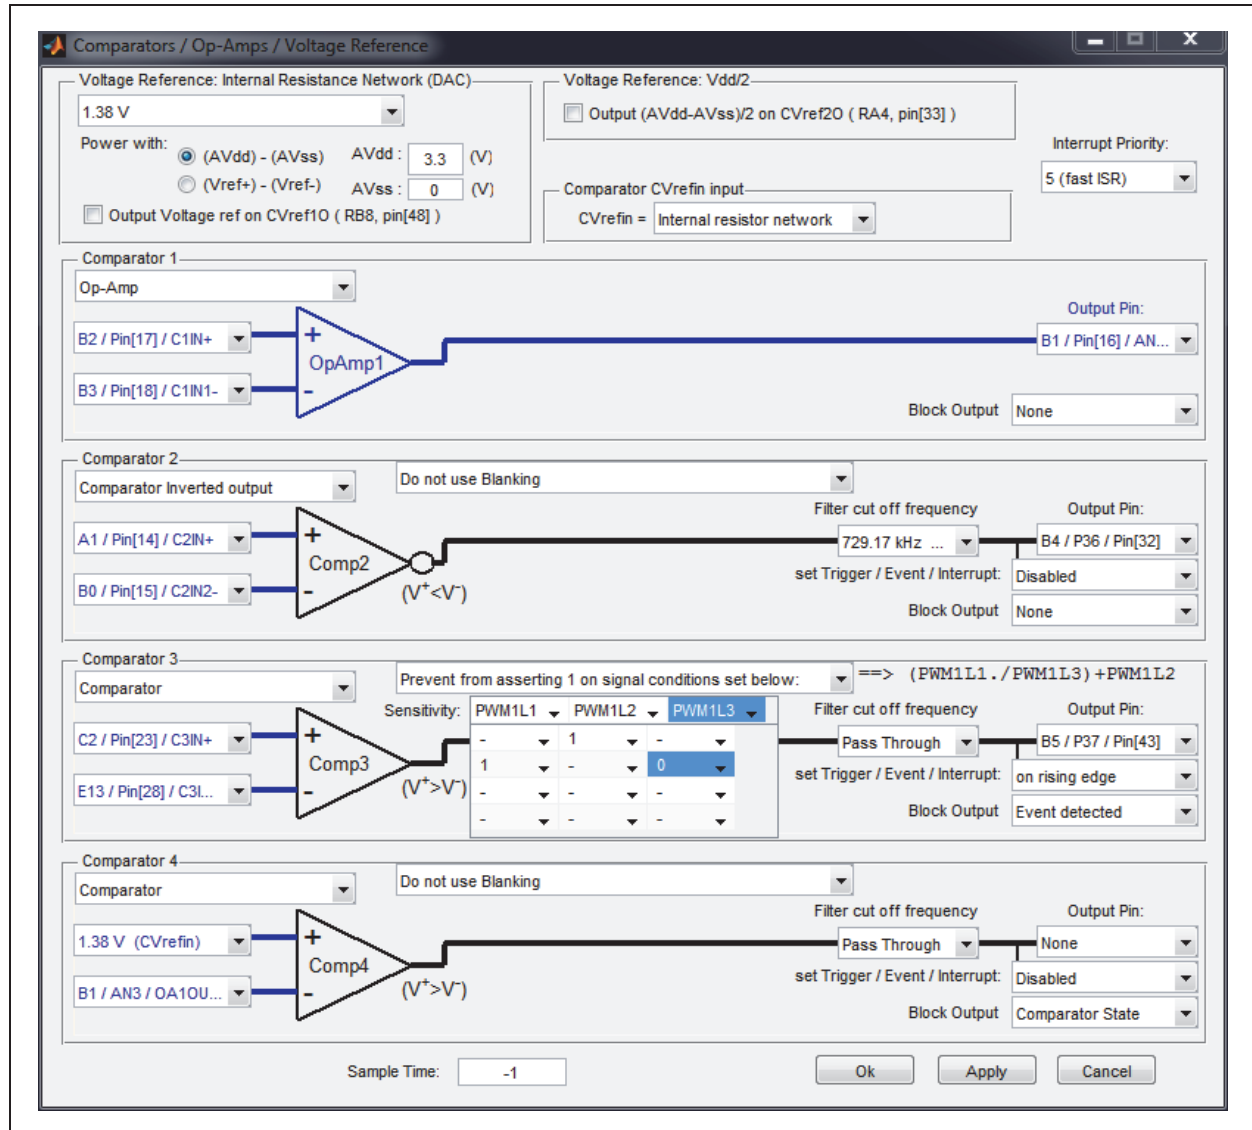 Comparators / Op-Amps / Voltage Reference
Voltage Reference: Internal Resistance Network (DAC)
1.38 V
Power with:
(AVdd) - (AVss)
AVdd : 3.3 (V)
(Vref+) - (Vref-)
AVss : 0 (V)
Output Voltage ref on CVref1O ( RB8, pin[48] )
Voltage Reference: Vdd/2
Output (AVdd-AVss)/2 on CVref2O ( RA4, pin[33] )
Comparator CVrefin input
CVrefin = Internal resistor network
Interrupt Priority:
5 (fast ISR)
Comparator 1
Op-Amp
B2 / Pin[17] / C1IN+
B3 / Pin[18] / C1IN1-
+
OpAmp1
-
Output Pin:
B1 / Pin[16] / AN...
Block Output None
Comparator 2
Comparator Inverted output
Do not use Blanking
A1 / Pin[14] / C2IN+
B0 / Pin[15] / C2IN2-
+
Comp2
-
(V+<V-)
Filter cut off frequency
729.17 kHz ...
Output Pin:
B4 / P36 / Pin[32]
set Trigger / Event / Interrupt: Disabled
Block Output None
Comparator 3
Comparator
Prevent from asserting 1 on signal conditions set below:
==> (PWM1L1./PWM1L3)+PWM1L2
C2 / Pin[23] / C3IN+
E13 / Pin[28] / C3I...
+
Comp3
-
(V+>V-)
Sensitivity: PWM1L1 PWM1L2 PWM1L3
- 1 -
1 - 0
- - -
- - -
Filter cut off frequency
Pass Through
Output Pin:
B5 / P37 / Pin[43]
set Trigger / Event / Interrupt: on rising edge
Block Output Event detected
Comparator 4
Comparator
Do not use Blanking
1.38 V (CVrefin)
B1 / AN3 / OA1OU...
+
Comp4
-
(V+>V-)
Filter cut off frequency
Pass Through
Output Pin:
None
set Trigger / Event / Interrupt: Disabled
Block Output Comparator State
Sample Time: -1
Ok Apply Cancel